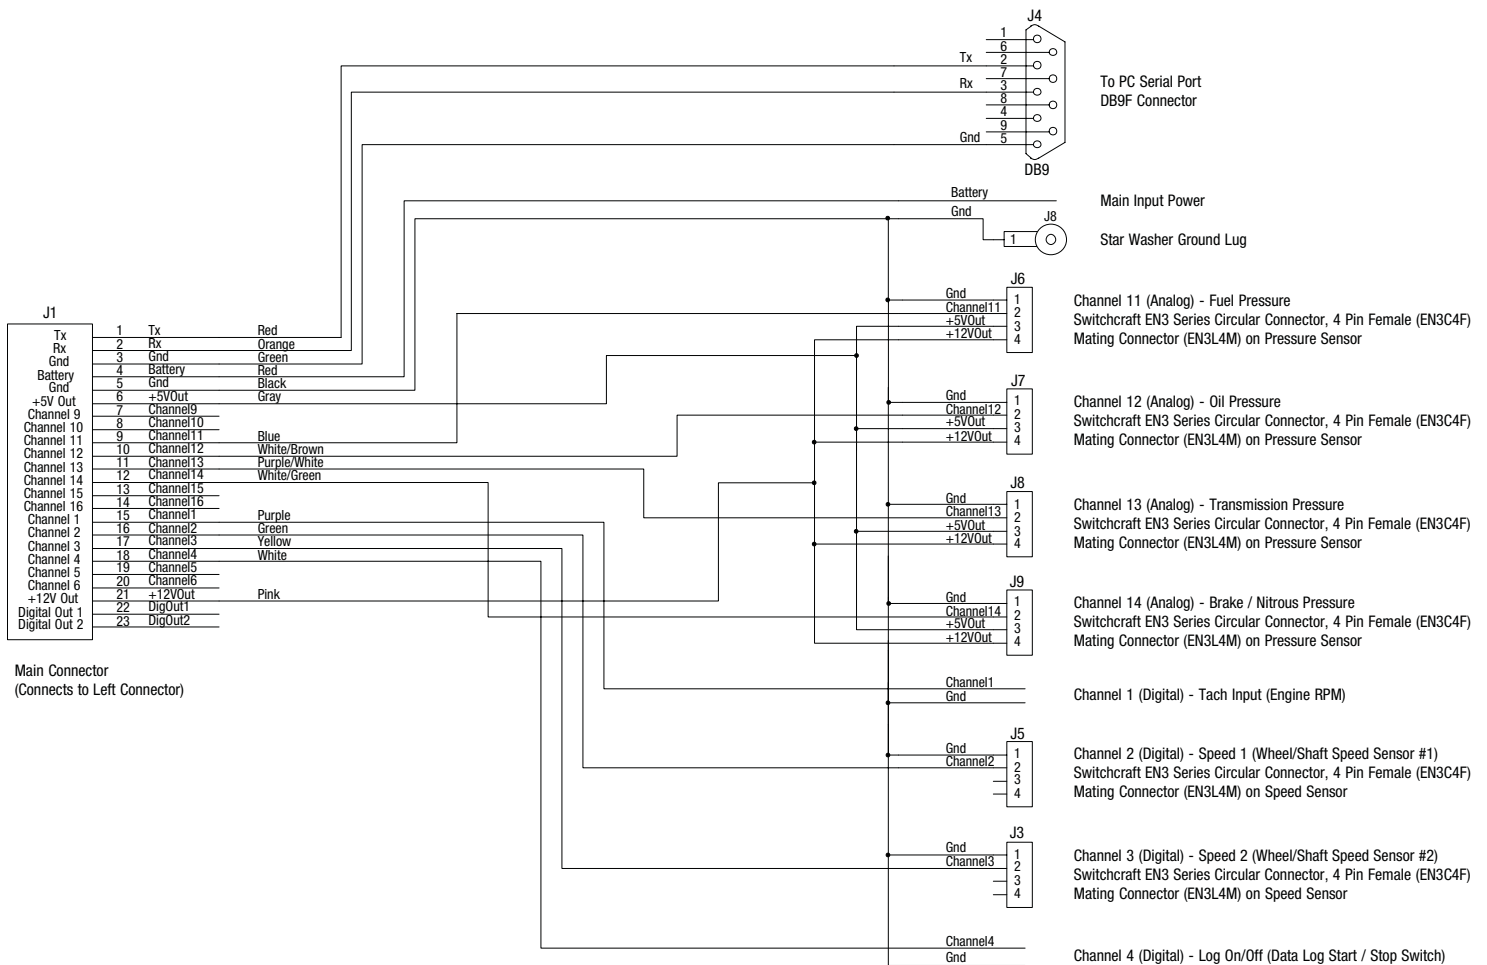 J4
1
6
Tx 2
7
Rx 3
8
4
9
Gnd 5
DB9
To PC Serial Port
DB9F Connector
Battery
Main Input Power
Gnd
J8
1
Star Washer Ground Lug
J1
Tx 1 Tx Red
Rx 2 Rx Orange
Gnd 3 Gnd Green
Battery 4 Battery Red
Gnd 5 Gnd Black
+5V Out 6 +5VOut Gray
Channel 9 7 Channel9
Channel 10 8 Channel10
Channel 11 9 Channel11 Blue
Channel 12 10 Channel12 White/Brown
Channel 13 11 Channel13 Purple/White
Channel 14 12 Channel14 White/Green
Channel 15 13 Channel15
Channel 16 14 Channel16
Channel 1 15 Channel1 Purple
Channel 2 16 Channel2 Green
Channel 3 17 Channel3 Yellow
Channel 4 18 Channel4 White
Channel 5 19 Channel5
Channel 6 20 Channel6
+12V Out 21 +12VOut Pink
Digital Out 1 22 DigOut1
Digital Out 2 23 DigOut2
Main Connector
(Connects to Left Connector)
J6
Gnd 1
Channel11 2
+5VOut 3
+12VOut 4
Channel 11 (Analog) - Fuel Pressure
Switchcraft EN3 Series Circular Connector, 4 Pin Female (EN3C4F)
Mating Connector (EN3L4M) on Pressure Sensor
J7
Gnd 1
Channel12 2
+5VOut 3
+12VOut 4
Channel 12 (Analog) - Oil Pressure
Switchcraft EN3 Series Circular Connector, 4 Pin Female (EN3C4F)
Mating Connector (EN3L4M) on Pressure Sensor
J8
Gnd 1
Channel13 2
+5VOut 3
+12VOut 4
Channel 13 (Analog) - Transmission Pressure
Switchcraft EN3 Series Circular Connector, 4 Pin Female (EN3C4F)
Mating Connector (EN3L4M) on Pressure Sensor
J9
Gnd 1
Channel14 2
+5VOut 3
+12VOut 4
Channel 14 (Analog) - Brake / Nitrous Pressure
Switchcraft EN3 Series Circular Connector, 4 Pin Female (EN3C4F)
Mating Connector (EN3L4M) on Pressure Sensor
Channel1
Gnd
Channel 1 (Digital) - Tach Input (Engine RPM)
J5
Gnd 1
Channel2 2
3
4
Channel 2 (Digital) - Speed 1 (Wheel/Shaft Speed Sensor #1)
Switchcraft EN3 Series Circular Connector, 4 Pin Female (EN3C4F)
Mating Connector (EN3L4M) on Speed Sensor
J3
Gnd 1
Channel3 2
3
4
Channel 3 (Digital) - Speed 2 (Wheel/Shaft Speed Sensor #2)
Switchcraft EN3 Series Circular Connector, 4 Pin Female (EN3C4F)
Mating Connector (EN3L4M) on Speed Sensor
Channel4
Gnd
Channel 4 (Digital) - Log On/Off (Data Log Start / Stop Switch)